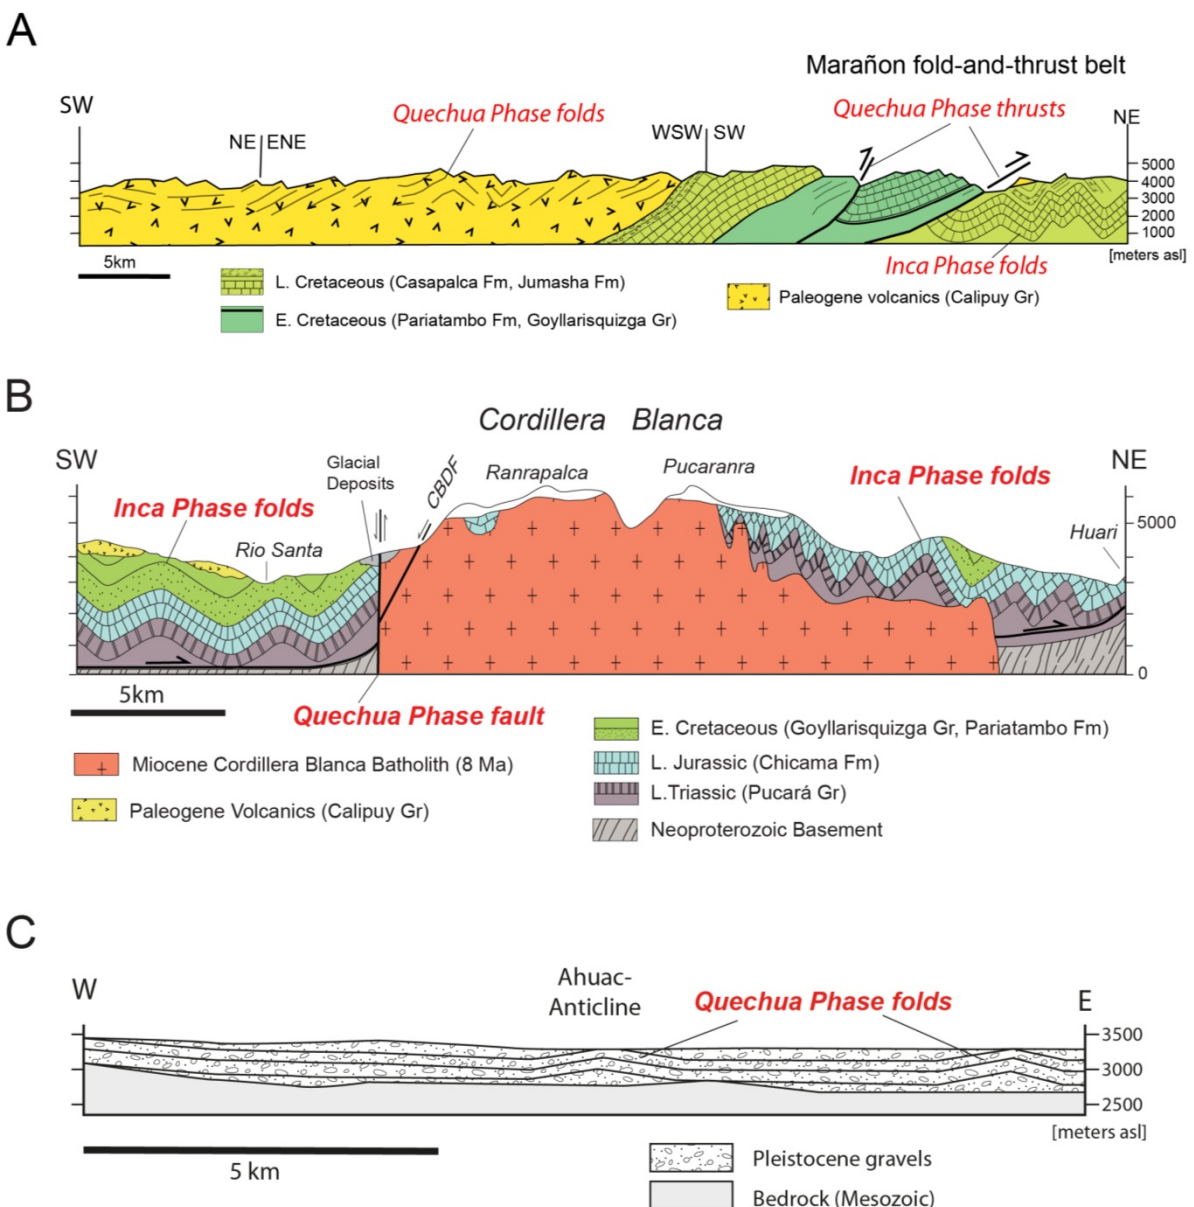 A
Marañon fold-and-thrust belt
SW
Quechua Phase folds
Quechua Phase thrusts
NE
NE ENE
WSW SW
5000
4000
3000
2000
1000
[meters asl]
5km
Inca Phase folds
L. Cretaceous (Casapalca Fm, Jumasha Fm)
Paleogene volcanics (Calipuy Gr)
E. Cretaceous (Pariatambo Fm, Goyllarisquizga Gr)
B
Cordillera Blanca
SW
Glacial
Deposits
CBDF
Ranrapalca
Pucaranra
NE
Inca Phase folds
Inca Phase folds
Rio Santa
5000
Huari
0
5km
Quechua Phase fault
E. Cretaceous (Goyllarisquizga Gr, Pariatambo Fm)
Miocene Cordillera Blanca Batholith (8 Ma)
L. Jurassic (Chicama Fm)
L.Triassic (Pucará Gr)
Paleogene Volcanics (Calipuy Gr)
Neoproterozoic Basement
C
W
Ahuac-
Anticline
Quechua Phase folds
E
3500
3000
2500
[meters asl]
5 km
Pleistocene gravels
Bedrock (Mesozoic)